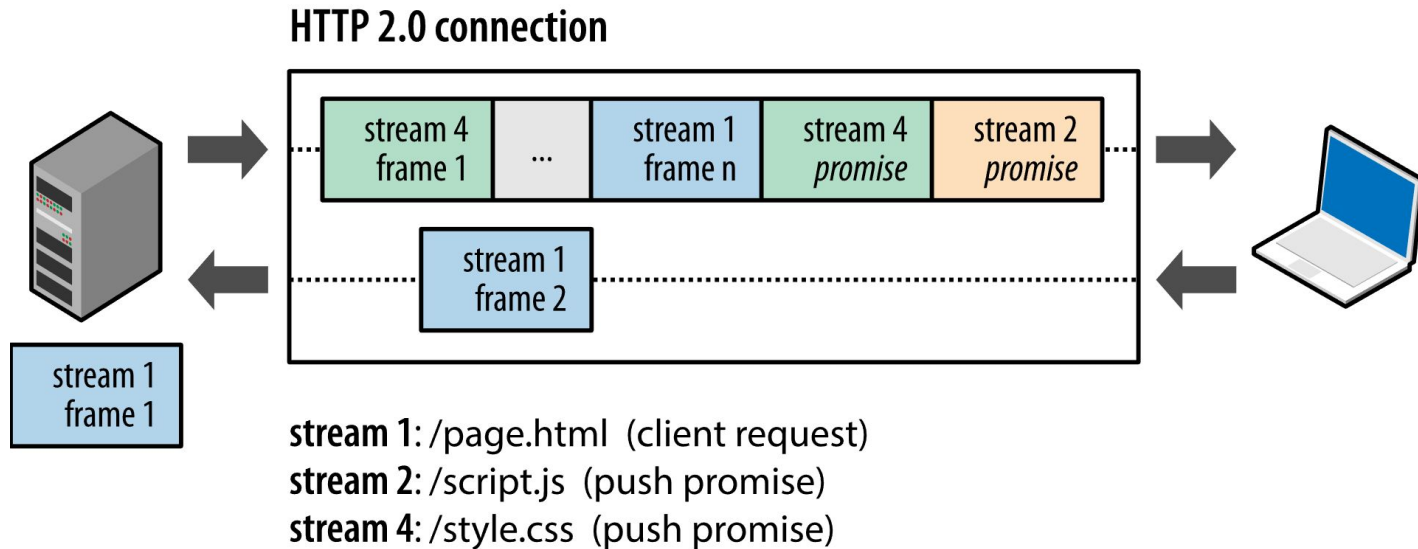 HTTP 2.0 connection
stream 4
frame 1
...
stream 1
frame n
stream 4
promise
stream 2
promise
stream 1
frame 2
stream 1
frame 1
stream 1: /page.html (client request)
stream 2: /script.js (push promise)
stream 4: /style.css (push promise)